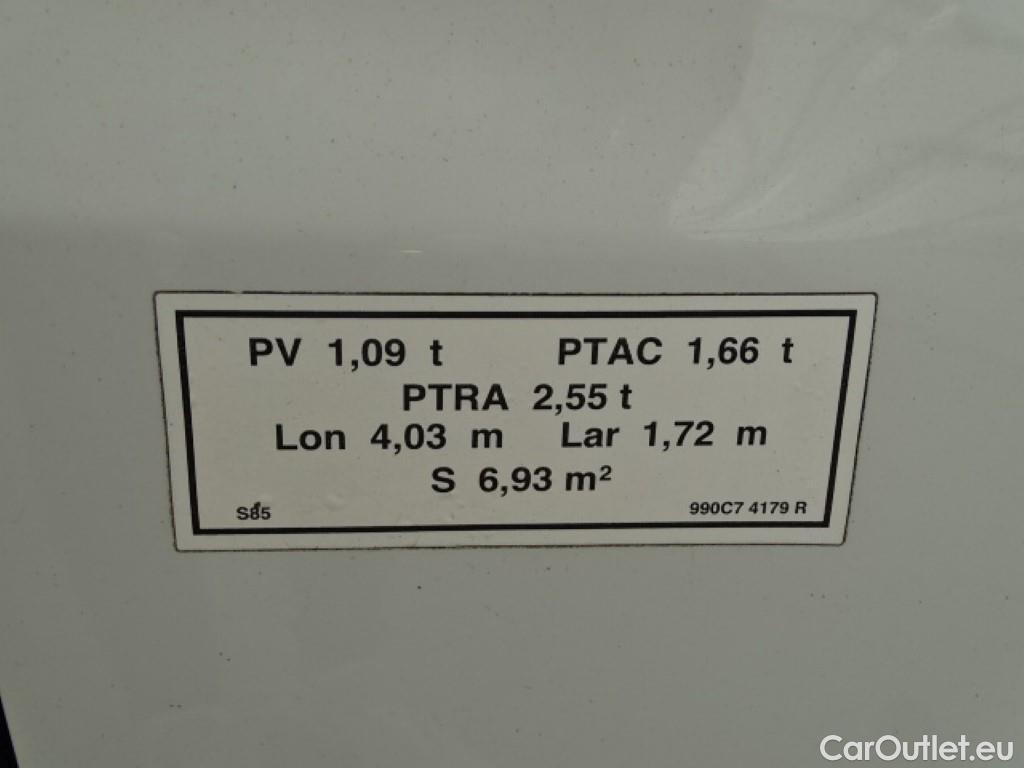 PV 1,09 t PTAC 1,66 t
PTRA 2,55 t
Lon 4,03 m Lar 1,72 m
S 6,93 m²
S85 990C7 4179 R
CarOutlet.eu